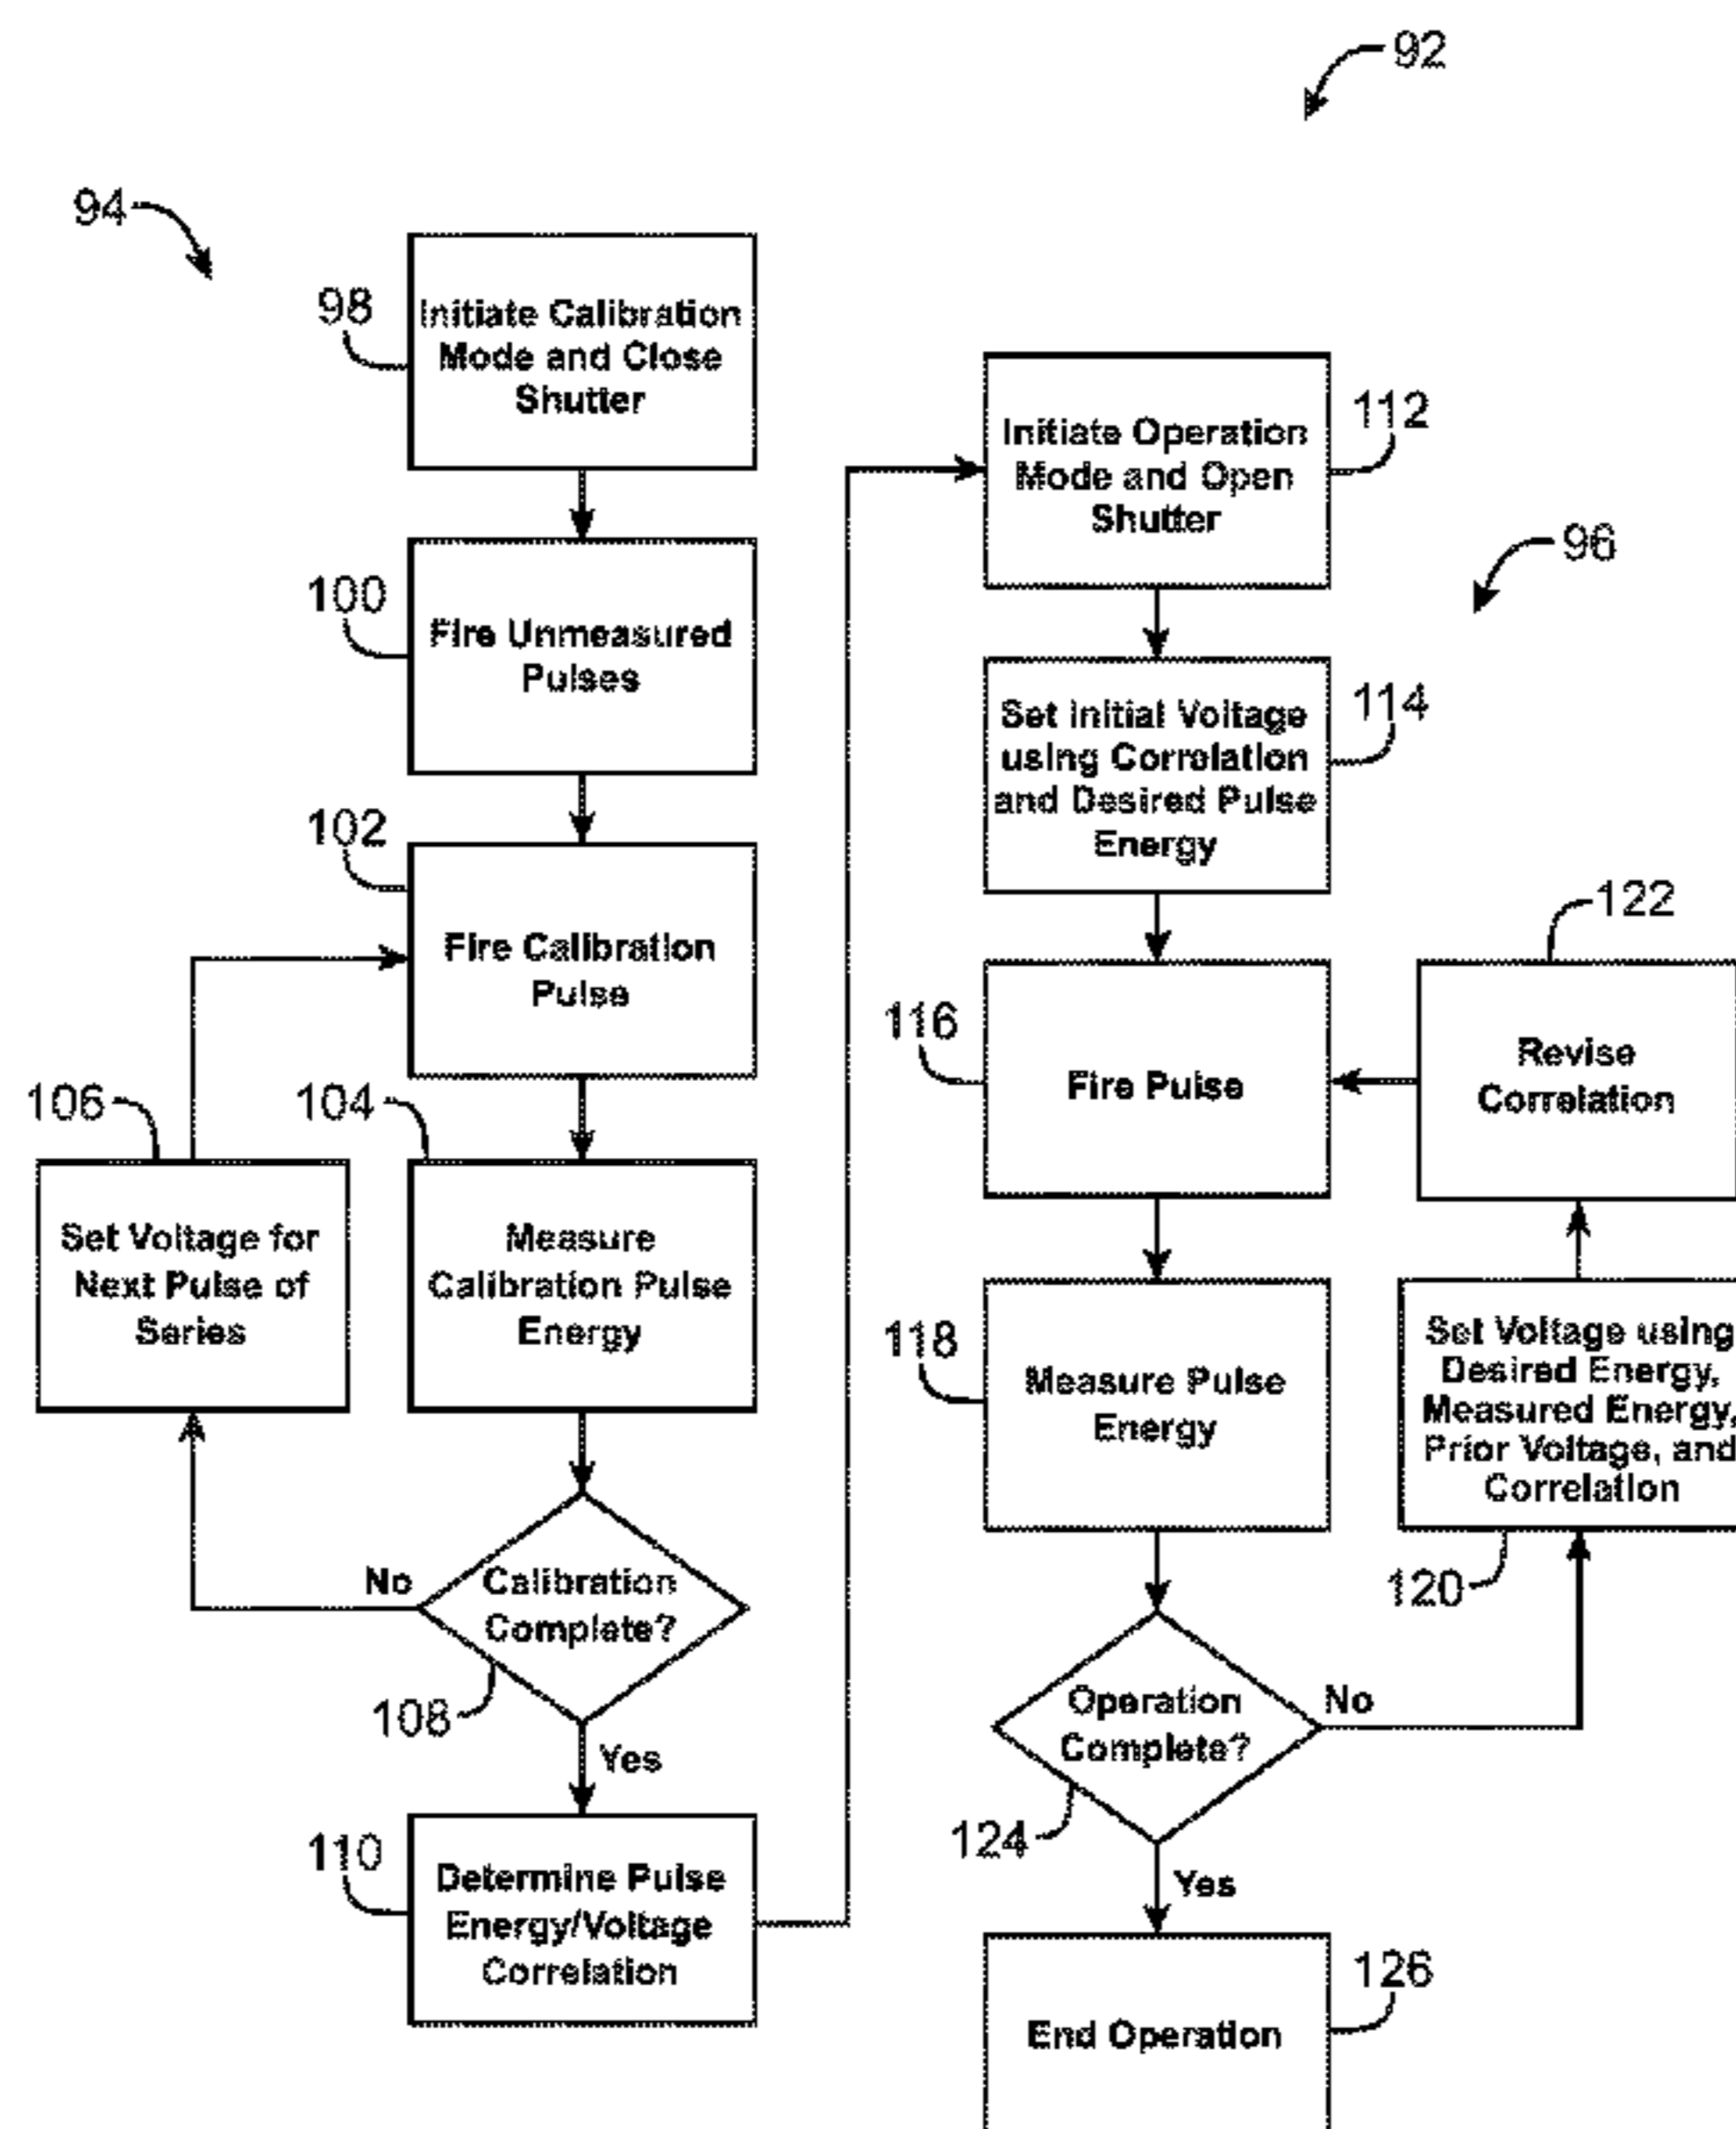 92
94
98
Initiate Calibration
Mode and Close
Shutter
100
Fire Unmeasured
Pulses
102
Fire Calibration
Pulse
106
104
Set Voltage for
Next Pulse of
Series
Measure
Calibration Pulse
Energy
No
Calibration
Complete?
108
Yes
110
Determine Pulse
Energy/Voltage
Correlation
112
Initiate Operation
Mode and Open
Shutter
96
114
Set Initial Voltage
using Correlation
and Desired Pulse
Energy
122
116
Fire Pulse
Revise
Correlation
118
Measure Pulse
Energy
Set Voltage using
Desired Energy,
Measured Energy,
Prior Voltage, and
Correlation
120
Operation
Complete?
No
124
Yes
126
End Operation